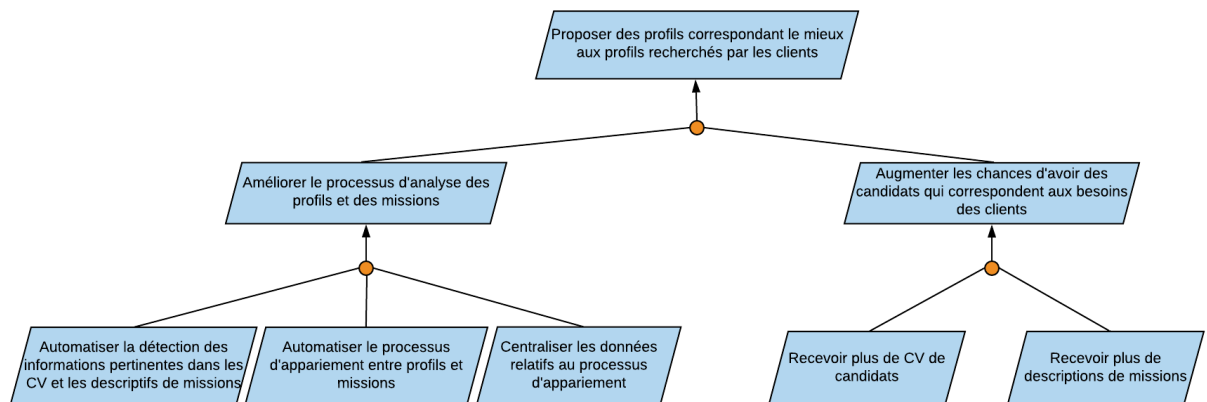 Proposer des profils correspondant le mieux
aux profils recherchés par les clients
Améliorer le processus d'analyse des
profils et des missions
Augmenter les chances d'avoir des
candidats qui correspondent aux besoins
des clients
Automatiser la détection des
informations pertinentes dans les
CV et les descriptifs de missions
Automatiser le processus
d'appariement entre profils et
missions
Centraliser les données
relatifs au processus
d'appariement
Recevoir plus de CV de
candidats
Recevoir plus de
descriptions de missions